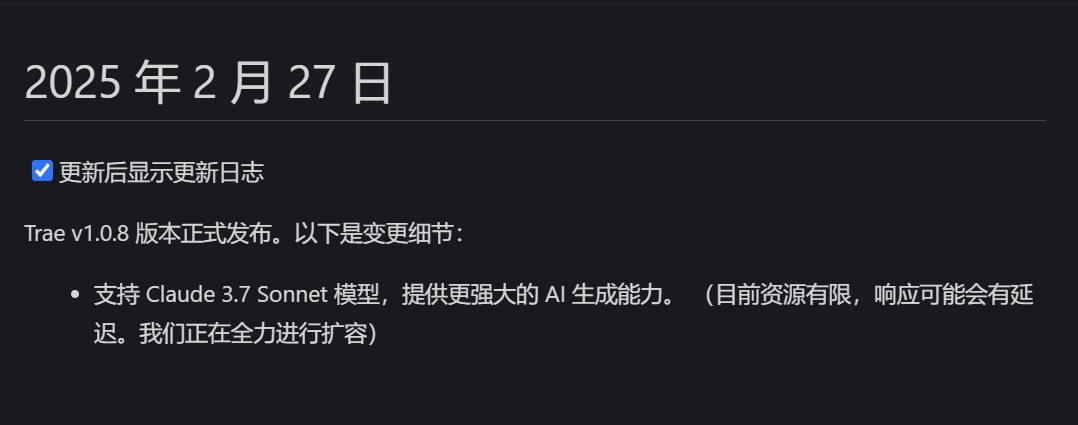 2025 年 2 月 27 日
更新后显示更新日志
Trae v1.0.8 版本正式发布。以下是变更细节：
支持 Claude 3.7 Sonnet 模型，提供更强大的 AI 生成能力。 （目前资源有限，响应可能会有延
迟。我们正在全力进行扩容）